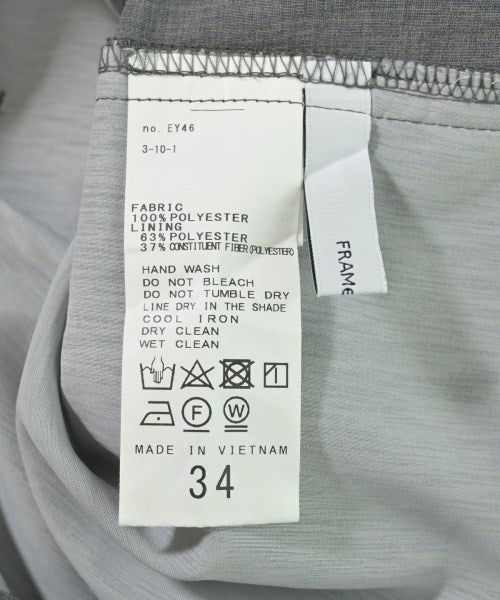 no. EY46
3-10-1
FABRIC
100% POLYESTER
LINING
63% POLYESTER
37% CONSTITUENT FIBER(POLYESTER)
HAND WASH
DO NOT BLEACH
DO NOT TUMBLE DRY
LINE DRY IN THE SHADE
COOL IRON
DRY CLEAN
WET CLEAN
F
W
MADE IN VIETNAM
34
FRAME